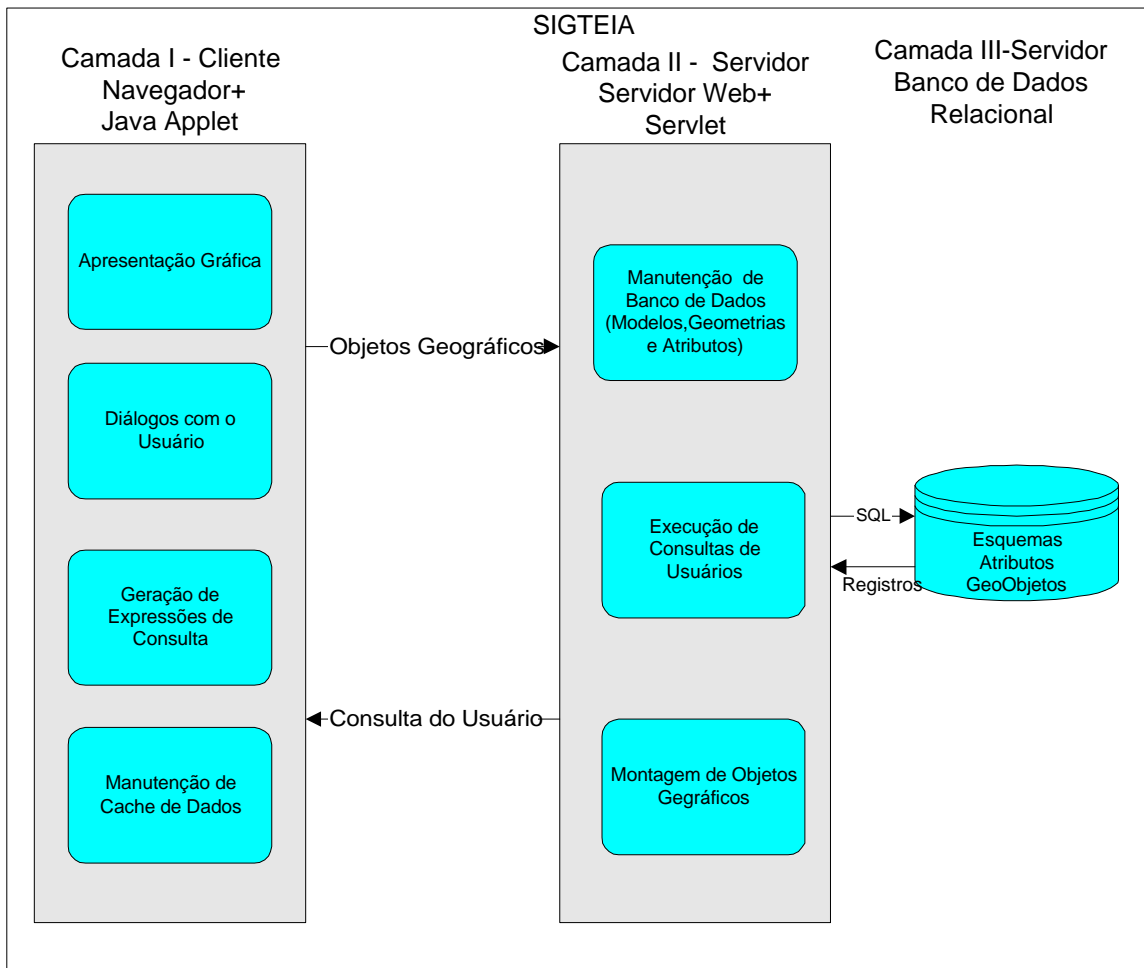 SIGTEIA
Camada I - Cliente
Navegador+
Java Applet
Camada II - Servidor
Servidor Web+
Servlet
Camada III-Servidor
Banco de Dados
Relacional
Apresentação Gráfica
Diálogos com o
Usuário
Geração de
Expressões de
Consulta
Manutenção de
Cache de Dados
Objetos Geográficos
Consulta do Usuário
Manutenção de
Banco de Dados
(Modelos,Geometrias
e Atributos)
Execução de
Consultas de
Usuários
Montagem de Objetos
Gegráficos
SQL
Registros
Esquemas
Atributos
GeoObjetos